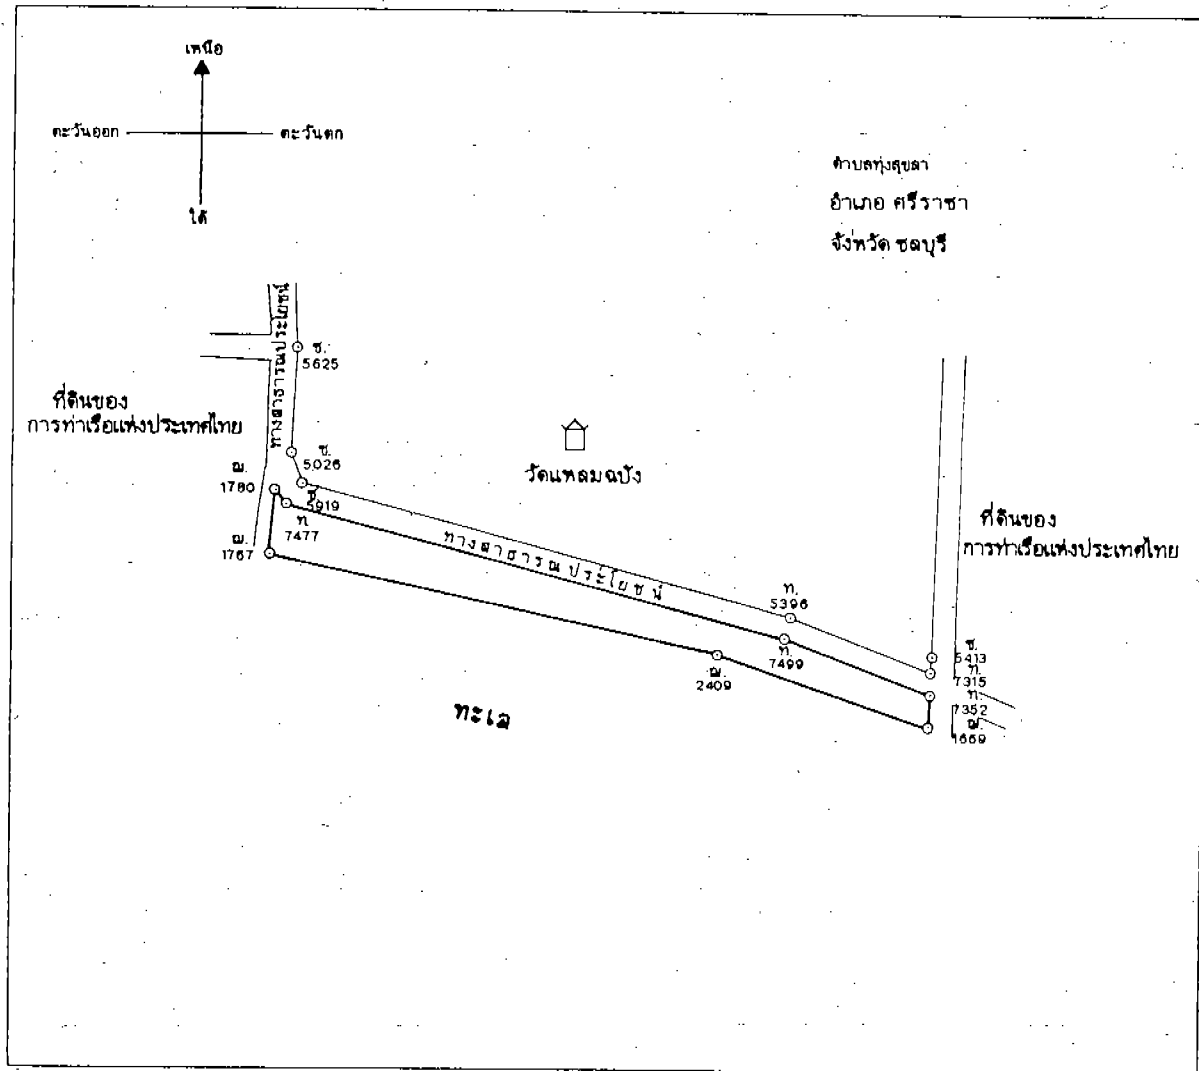 เหนือ
ตะวันออก
ตะวันตก
ใต้
ตำบลทุ่งสุขลา
อำเภอ ศรีราชา
จังหวัด ชลบุรี
ทางสาธารณประโยชน์
ช.
5625
ที่ดินของ
การท่าเรือแห่งประเทศไทย
ช.
5026
ฒ.
1780
ช.
5919
ท.
7477
ฒ.
1767
วัดแหลมฉบัง
ทางสาธารณประโยชน์
ที่ดินของ
การท่าเรือแห่งประเทศไทย
ท.
5396
ท.
7499
ฒ.
2409
ช.
5413
ท.
7315
ท.
7352
ฒ.
1669
ทะเล